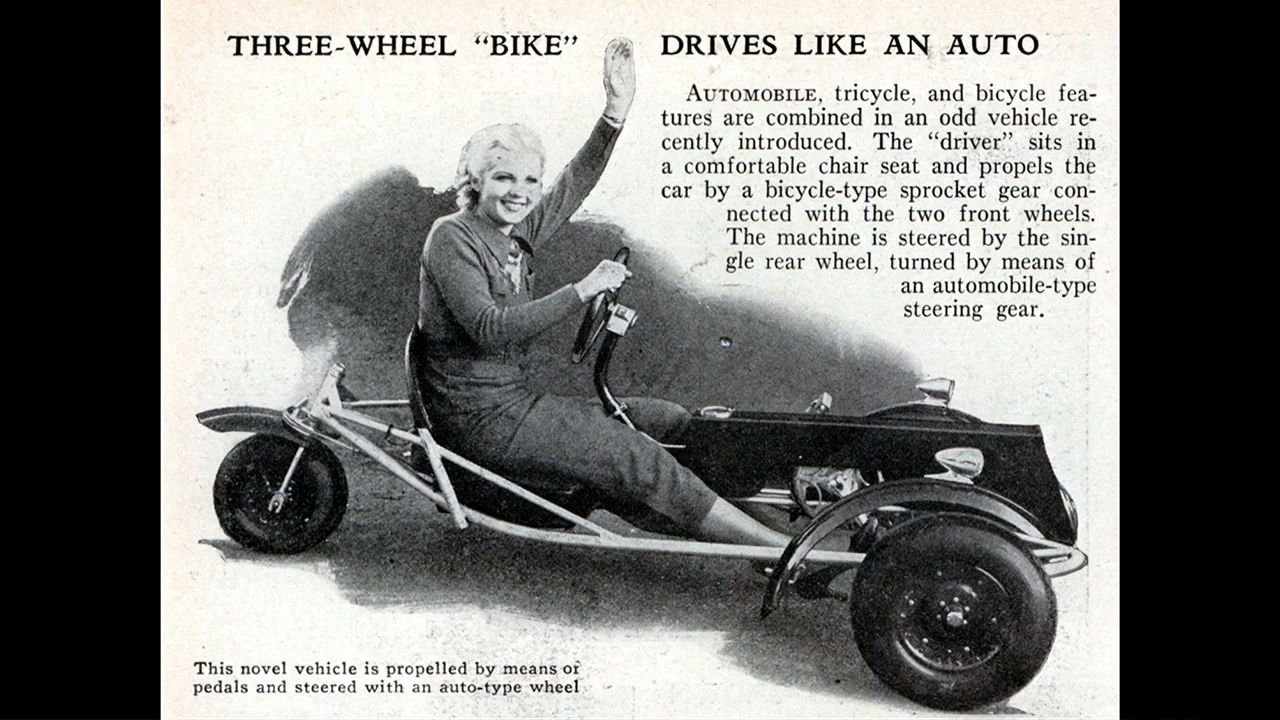 THREE-WHEEL “BIKE” DRIVES LIKE AN AUTO
AUTOMOBILE, tricycle, and bicycle fea-
tures are combined in an odd vehicle re-
cently introduced. The “driver” sits in
a comfortable chair seat and propels the
car by a bicycle-type sprocket gear con-
nected with the two front wheels.
The machine is steered by the sin-
gle rear wheel, turned by means of
an automobile-type
steering gear.
This novel vehicle is propelled by means of
pedals and steered with an auto-type wheel